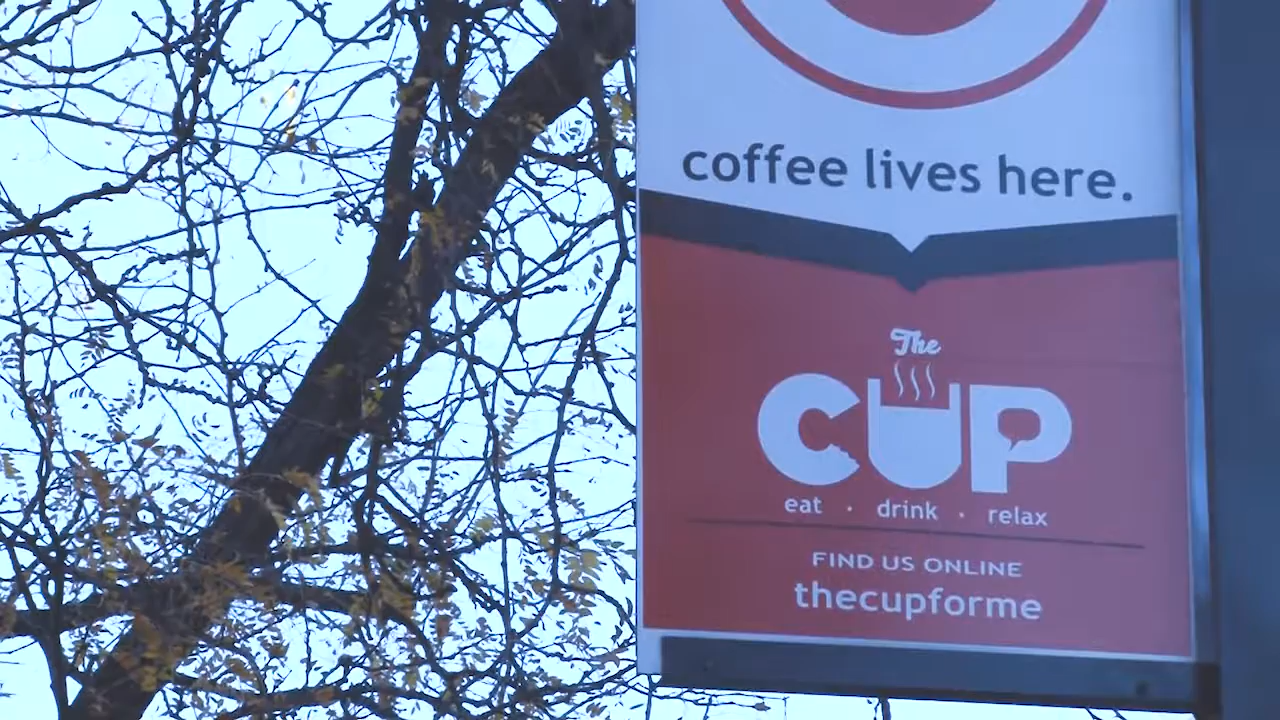 coffee lives here.
The
CUP
eat · drink · relax
FIND US ONLINE
thecupforme